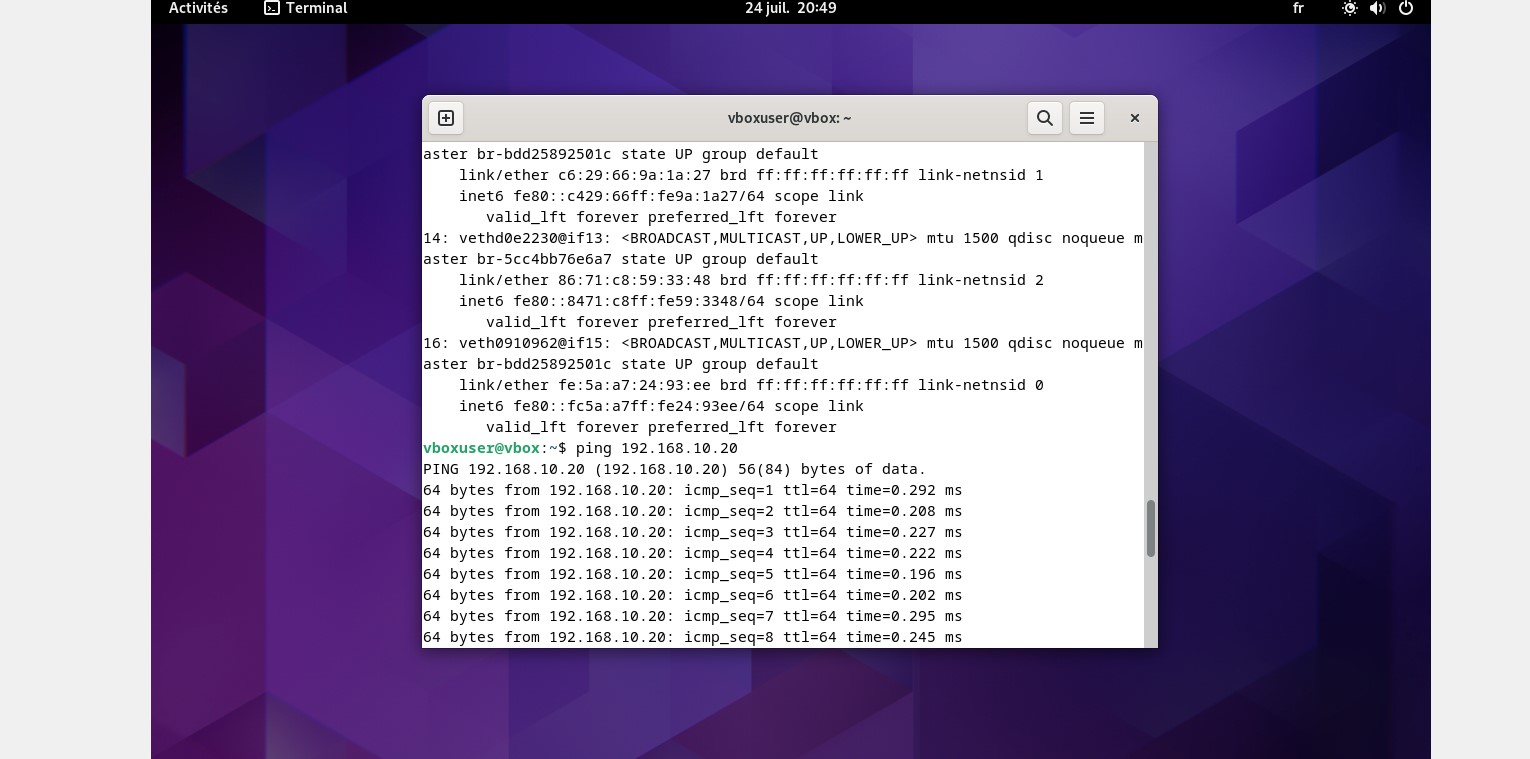 Activités Terminal 24 juil. 20:49 fr
vboxuser@vbox: ~
aster br-bdd25892501c state UP group default
link/ether c6:29:66:9a:1a:27 brd ff:ff:ff:ff:ff:ff link-netnsid 1
inet6 fe80::c429:66ff:fe9a:1a27/64 scope link
valid_lft forever preferred_lft forever
14: vethd0e2230@if13: <BROADCAST,MULTICAST,UP,LOWER_UP> mtu 1500 qdisc noqueue m
aster br-5cc4bb76e6a7 state UP group default
link/ether 86:71:c8:59:33:48 brd ff:ff:ff:ff:ff:ff link-netnsid 2
inet6 fe80::8471:c8ff:fe59:3348/64 scope link
valid_lft forever preferred_lft forever
16: veth0910962@if15: <BROADCAST,MULTICAST,UP,LOWER_UP> mtu 1500 qdisc noqueue m
aster br-bdd25892501c state UP group default
link/ether fe:5a:a7:24:93:ee brd ff:ff:ff:ff:ff:ff link-netnsid 0
inet6 fe80::fc5a:a7ff:fe24:93ee/64 scope link
valid_lft forever preferred_lft forever
vboxuser@vbox:~$ ping 192.168.10.20
PING 192.168.10.20 (192.168.10.20) 56(84) bytes of data.
64 bytes from 192.168.10.20: icmp_seq=1 ttl=64 time=0.292 ms
64 bytes from 192.168.10.20: icmp_seq=2 ttl=64 time=0.208 ms
64 bytes from 192.168.10.20: icmp_seq=3 ttl=64 time=0.227 ms
64 bytes from 192.168.10.20: icmp_seq=4 ttl=64 time=0.222 ms
64 bytes from 192.168.10.20: icmp_seq=5 ttl=64 time=0.196 ms
64 bytes from 192.168.10.20: icmp_seq=6 ttl=64 time=0.202 ms
64 bytes from 192.168.10.20: icmp_seq=7 ttl=64 time=0.295 ms
64 bytes from 192.168.10.20: icmp_seq=8 ttl=64 time=0.245 ms